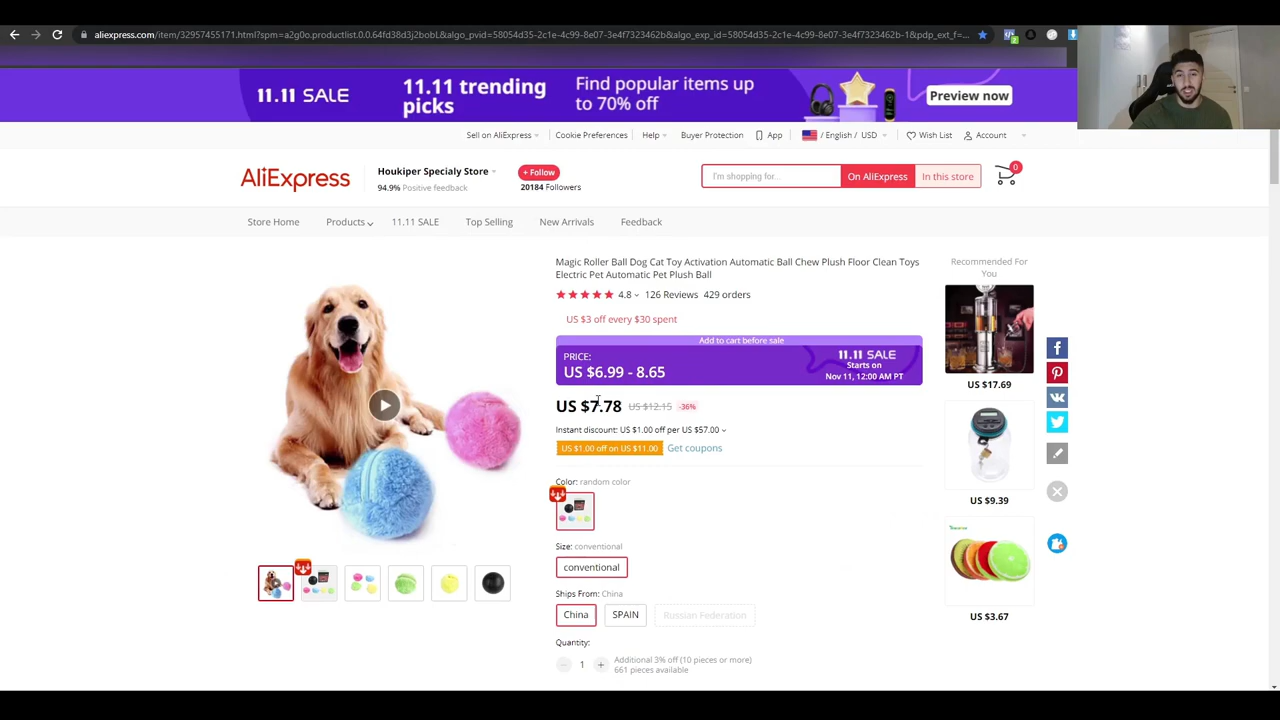 aliexpress.com/item/32957455171.html?spm=a2g0o.productlist.0.0.64fd38d3j2bobL&algo_pvid=58054d35-2c1e-4c99-8e07-3e4f7323462b&algo_exp_id=58054d35-2c1e-4c99-8e07-3e4f7323462b-1&pdp_ext_f=...
11.11 SALE
11.11 trending
picks
Find popular items up
to 70% off
Preview now
Sell on AliExpress
Cookie Preferences
Help
Buyer Protection
App
/ English / USD
Wish List
Account
AliExpress
Houkiper Specialy Store
94.9% Positive feedback
+ Follow
20184 Followers
I'm shopping for...
On AliExpress
In this store
0
Store Home
Products
11.11 SALE
Top Selling
New Arrivals
Feedback
Magic Roller Ball Dog Cat Toy Activation Automatic Ball Chew Plush Floor Clean Toys
Electric Pet Automatic Pet Plush Ball
4.8
126 Reviews
429 orders
US $3 off every $30 spent
Add to cart before sale
PRICE:
US $6.99 - 8.65
11.11 SALE
Starts on
Nov 11, 12:00 AM PT
US $7.78
US $12.15
-36%
Instant discount: US $1.00 off per US $57.00
US $1.00 off on US $11.00
Get coupons
Color: random color
Size: conventional
conventional
Ships From: China
China
SPAIN
Russian Federation
Quantity:
1
Additional 3% off (10 pieces or more)
661 pieces available
Recommended For
You
US $17.69
US $9.39
US $3.67